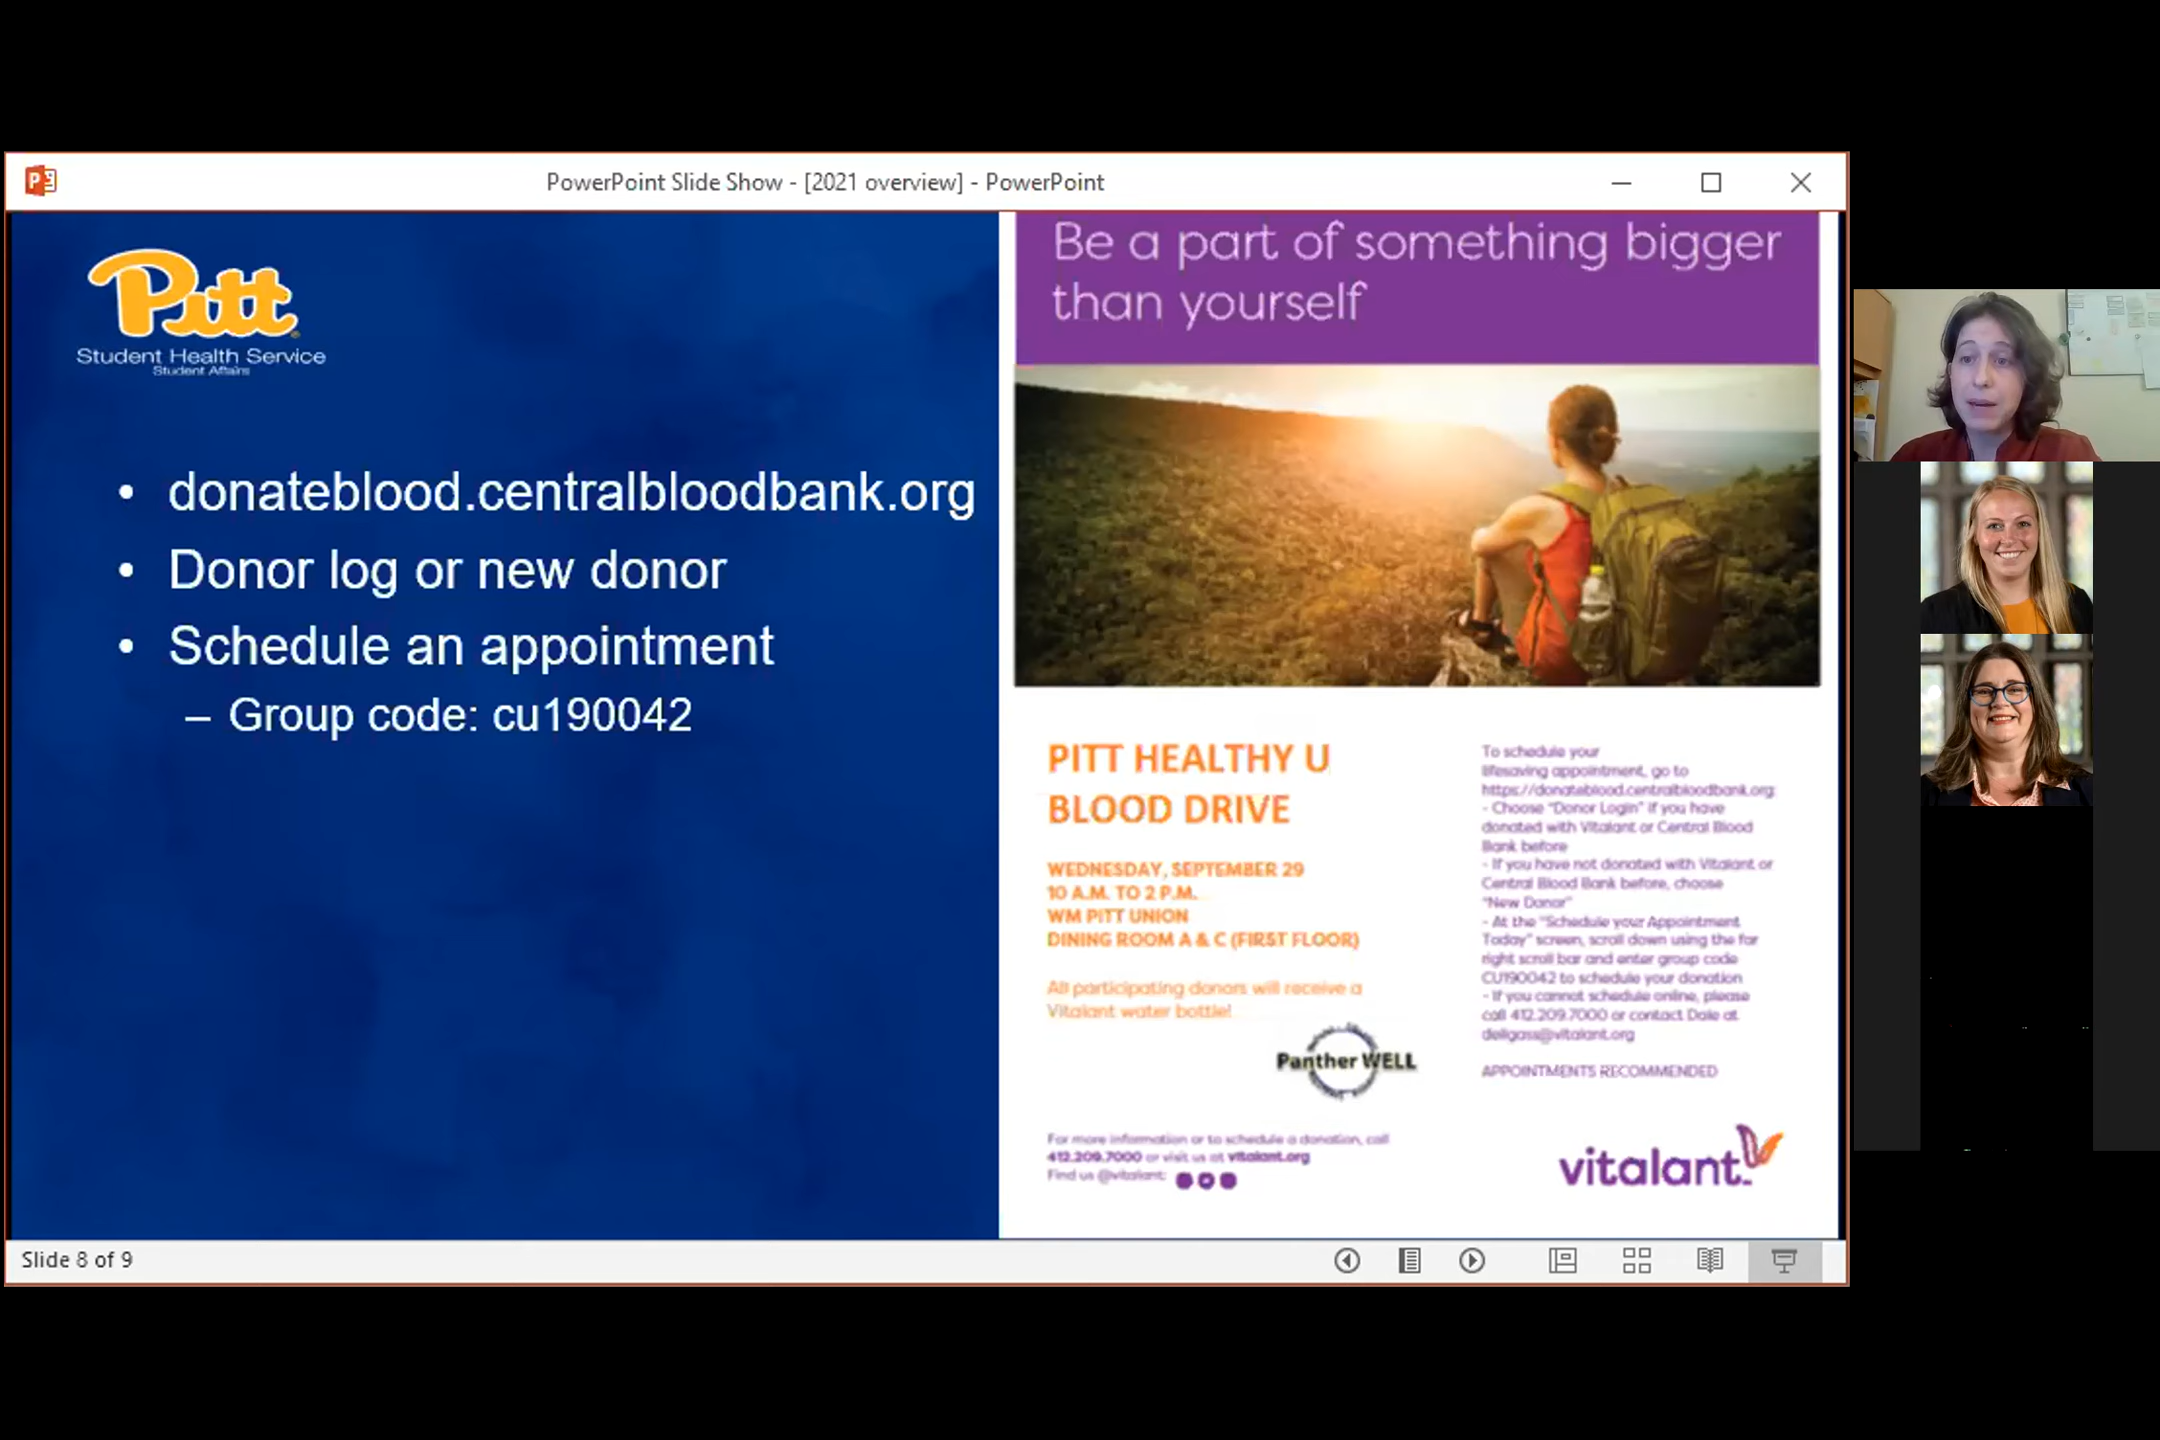 PowerPoint Slide Show - [2021 overview] - PowerPoint
Pitt
Student Health Service
Student Affairs
• donateblood.centralbloodbank.org
• Donor log or new donor
• Schedule an appointment
– Group code: cu190042
Be a part of something bigger
than yourself
PITT HEALTHY U
BLOOD DRIVE
WEDNESDAY, SEPTEMBER 29
10 A.M. TO 2 P.M.
WM PITT UNION
DINING ROOM A & C (FIRST FLOOR)
All participating donors will receive a
Vitalant water bottle!
Panther WELL
For more information or to schedule a donation, call
412.209.7000 or visit us at vitalant.org
Find us @vitalant:
To schedule your
lifesaving appointment, go to
https://donateblood.centralbloodbank.org
- Choose "Donor Login" if you have
donated with Vitalant or Central Blood
Bank before
- If you have not donated with Vitalant or
Central Blood Bank before, choose
"New Donor"
- At the "Schedule your Appointment
Today" screen, scroll down using the far
right scroll bar and enter group code
CU190042 to schedule your donation
- If you cannot schedule online, please
call 412.209.7000 or contact Dale at
APPOINTMENTS RECOMMENDED
vitalant
Slide 8 of 9